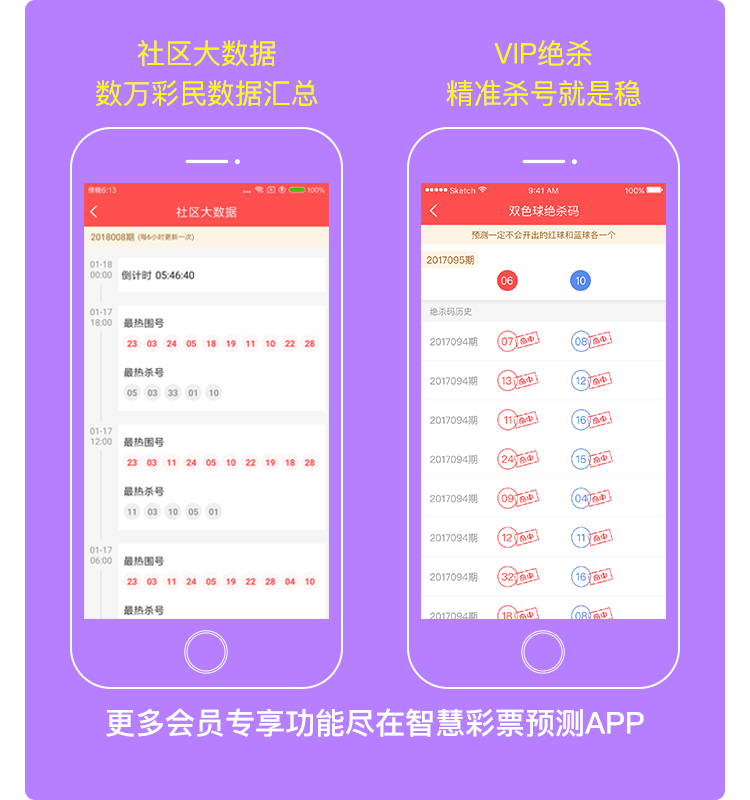 社区大数据
数万彩民数据汇总
傍晚6:13
100%
社区大数据
2018008期 (每6小时更新一次)
01-18
00:00
倒计时 05:46:40
01-17
18:00
最热围号
23 03 24 05 18 19 11 10 22 28
最热杀号
05 03 33 01 10
01-17
12:00
最热围号
23 03 11 24 05 10 22 19 18 28
最热杀号
11 03 10 05 01
01-17
06:00
最热围号
23 03 11 24 05 19 22 28 04 10
最热杀号
VIP绝杀
精准杀号就是稳
Sketch
9:41 AM
100%
双色球绝杀码
预测一定不会开出的红球和蓝球各一个
2017095期
06 10
绝杀码历史
2017094期 07 命中 08 命中
2017094期 13 命中 12 命中
2017094期 11 命中 16 命中
2017094期 24 命中 15 命中
2017094期 09 命中 04 命中
2017094期 12 命中 11 命中
2017094期 32 命中 16 命中
2017094期 18 命中 08 命中
更多会员专享功能尽在智慧彩票预测APP